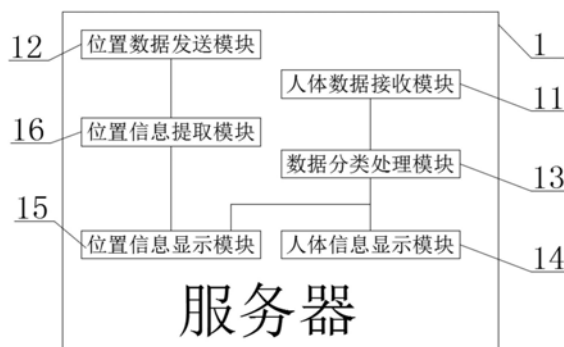 12
位置数据发送模块
1
人体数据接收模块
11
16
位置信息提取模块
数据分类处理模块
13
15
位置信息显示模块
人体信息显示模块
14
服务器